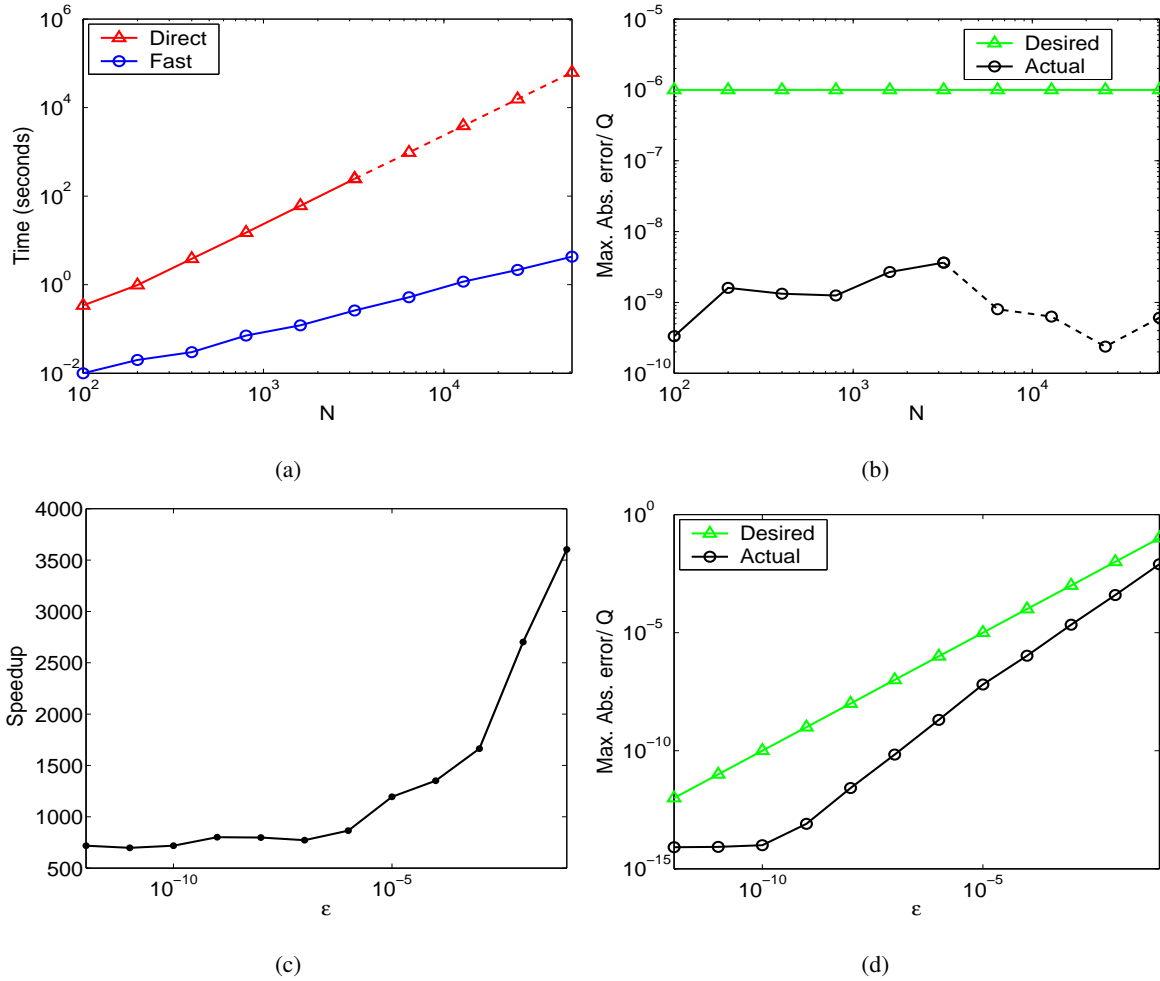 10^6
10^4
10^2
10^0
10^-2
Time (seconds)
Direct
Fast
10^2
10^3
10^4
N
(a)
10^-5
10^-6
10^-7
10^-8
10^-9
10^-10
Max. Abs. error/ Q
Desired
Actual
10^2
10^3
10^4
N
(b)
4000
3500
3000
2500
2000
1500
1000
500
Speedup
10^-10
10^-5
ε
(c)
10^0
10^-5
10^-10
10^-15
Max. Abs. error/ Q
Desired
Actual
10^-10
10^-5
ε
(d)